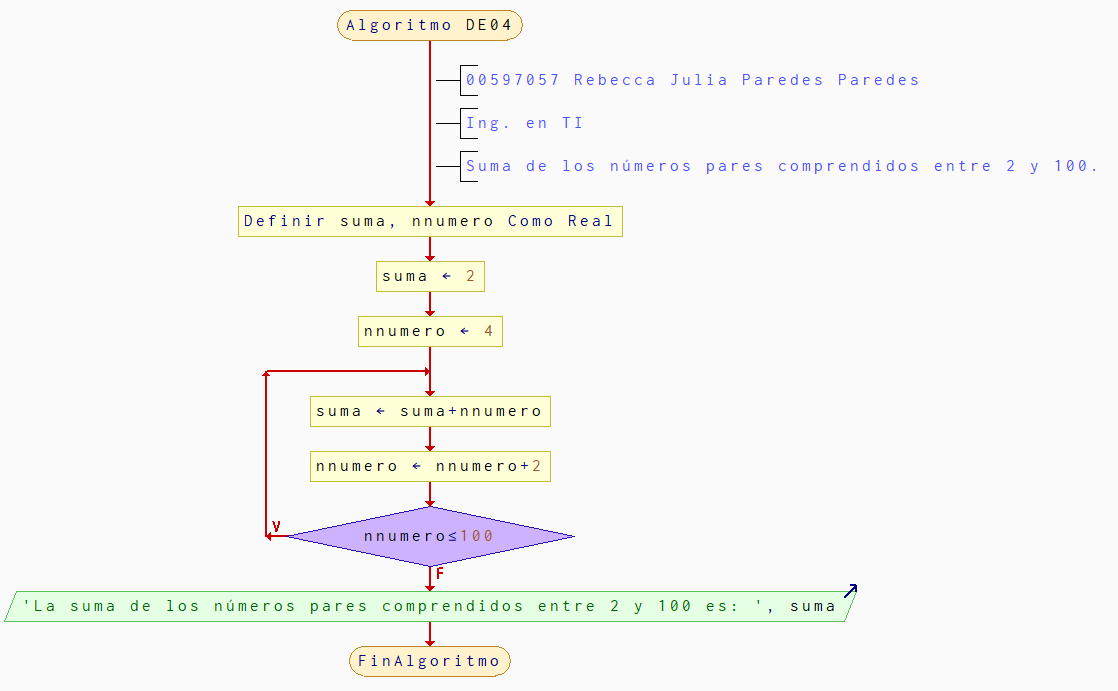 Algoritmo DE04
00597057 Rebecca Julia Paredes Paredes
Ing. en TI
Suma de los números pares comprendidos entre 2 y 100.
Definir suma, nnumero Como Real
suma ← 2
nnumero ← 4
suma ← suma+nnumero
nnumero ← nnumero+2
V
nnumero≤100
F
'La suma de los números pares comprendidos entre 2 y 100 es: ', suma
FinAlgoritmo